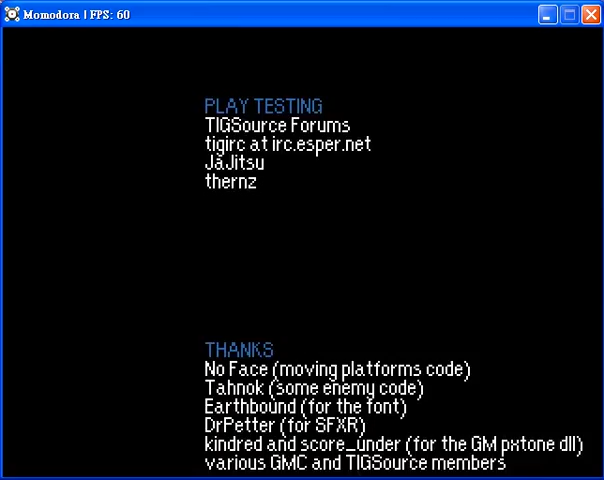 Momodora | FPS: 60
PLAY TESTING
TIGSource Forums
tigirc at irc.esper.net
JaJitsu
thernz
THANKS
No Face (moving platforms code)
Tahnok (some enemy code)
Earthbound (for the font)
DrPetter (for SFXR)
kindred and score_under (for the GM pxtone dll)
various GMC and TIGSource members